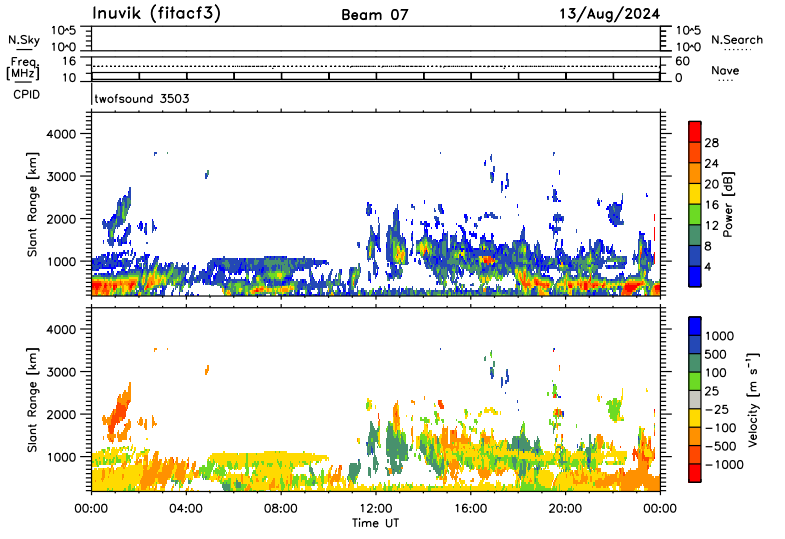 Inuvik (fitacf3) Beam 07 13/Aug/2024
N.Sky 10^5 10^0 10^5 10^0 N.Search
Freq. [MHz] 16 10 60 0 Nave
CPID twofsound 3503
Slant Range [km] 4000 3000 2000 1000
Power [dB] 28 24 20 16 12 8 4
Slant Range [km] 4000 3000 2000 1000
Velocity [m s^-1] 1000 500 100 25 -25 -100 -500 -1000
00:00 04:00 08:00 12:00 16:00 20:00 00:00
Time UT